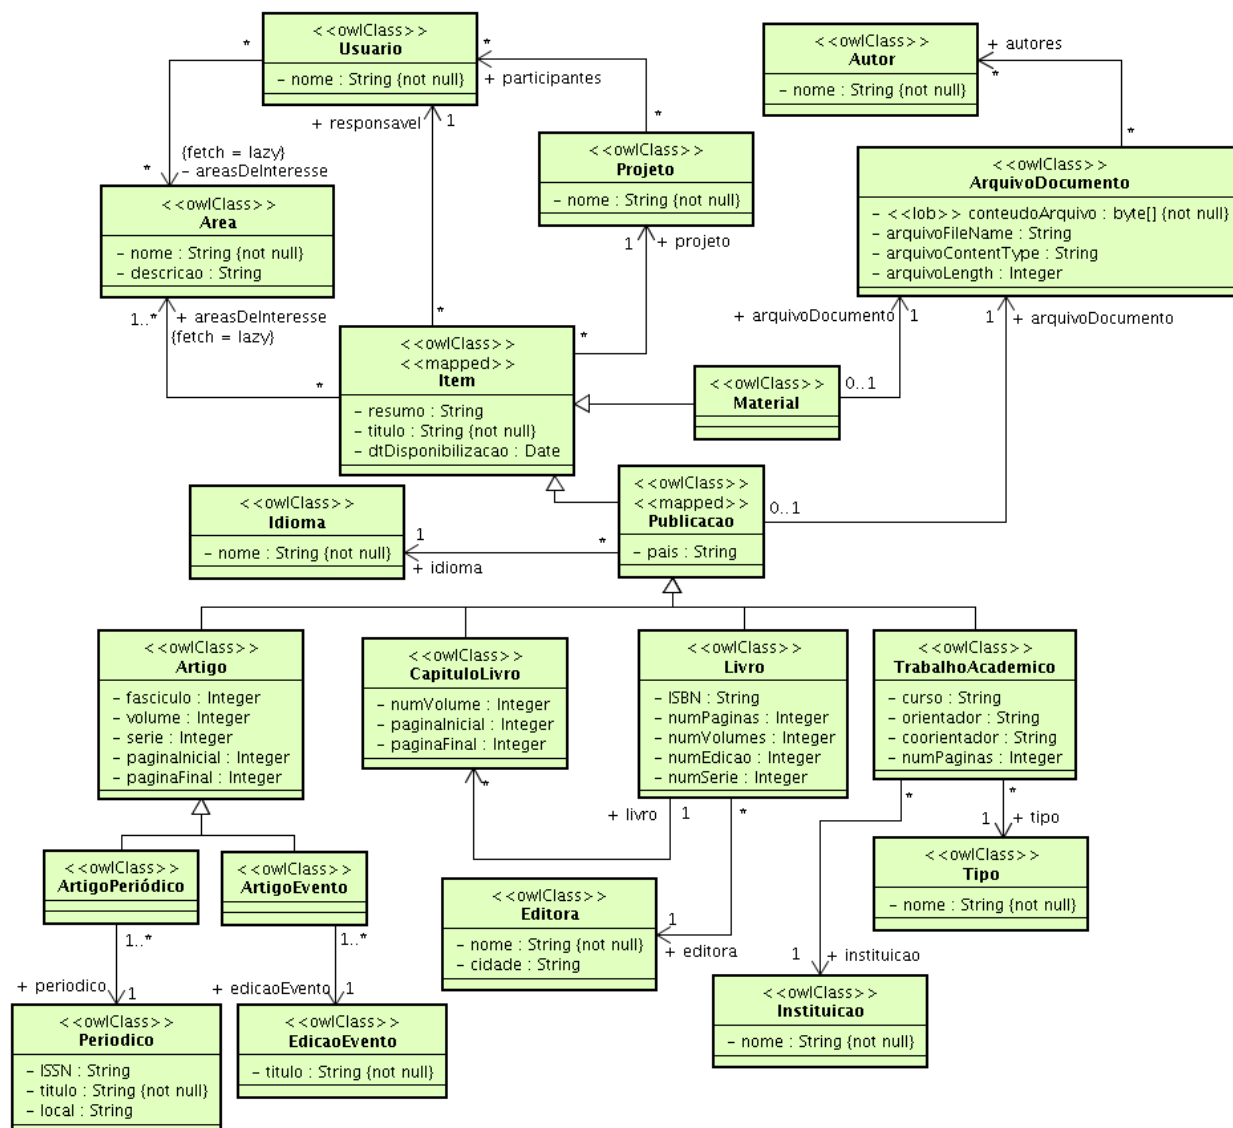 <<owlClass>>
Usuario
- nome : String {not null}
*
*
+ participantes
+ responsavel
1
<<owlClass>>
Autor
- nome : String {not null}
+ autores
*
*
{fetch = lazy}
- areasDeInteresse
*
*
<<owlClass>>
Projeto
- nome : String {not null}
1
+ projeto
<<owlClass>>
ArquivoDocumento
- <<lob>> conteudoArquivo : byte[] {not null}
- arquivoFileName : String
- arquivoContentType : String
- arquivoLength : Integer
<<owlClass>>
Area
- nome : String {not null}
- descricao : String
1..*
+ areasDeInteresse
{fetch = lazy}
*
*
*
<<owlClass>>
<<mapped>>
Item
- resumo : String
- titulo : String {not null}
- dtDisponibilizacao : Date
+ arquivoDocumento
1
1
+ arquivoDocumento
<<owlClass>>
Material
0..1
<<owlClass>>
<<mapped>>
Publicacao
- pais : String
0..1
<<owlClass>>
Idioma
- nome : String {not null}
1
+ idioma
*
<<owlClass>>
Artigo
- fasciculo : Integer
- volume : Integer
- serie : Integer
- paginaInicial : Integer
- paginaFinal : Integer
<<owlClass>>
CapituloLivro
- numVolume : Integer
- paginaInicial : Integer
- paginaFinal : Integer
*
<<owlClass>>
Livro
- ISBN : String
- numPaginas : Integer
- numVolumes : Integer
- numEdicao : Integer
- numSerie : Integer
+ livro
1
*
<<owlClass>>
TrabalhoAcademico
- curso : String
- orientador : String
- coorientador : String
- numPaginas : Integer
*
*
1
+ tipo
<<owlClass>>
ArtigoPeriódico
1..*
<<owlClass>>
ArtigoEvento
1..*
<<owlClass>>
Editora
- nome : String {not null}
- cidade : String
1
+ editora
<<owlClass>>
Tipo
- nome : String {not null}
1
+ instituicao
+ periodico
1
+ edicaoEvento
1
<<owlClass>>
Periodico
- ISSN : String
- titulo : String {not null}
- local : String
<<owlClass>>
EdicaoEvento
- titulo : String {not null}
<<owlClass>>
Instituicao
- nome : String {not null}